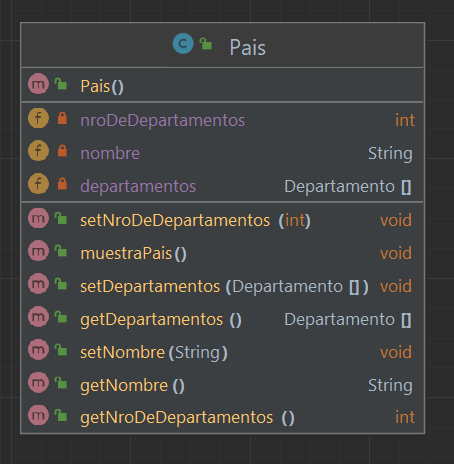 Pais
Pais()
nroDeDepartamentos int
nombre String
departamentos Departamento []
setNroDeDepartamentos (int) void
muestraPais() void
setDepartamentos (Departamento []) void
getDepartamentos () Departamento []
setNombre (String) void
getNombre () String
getNroDeDepartamentos () int